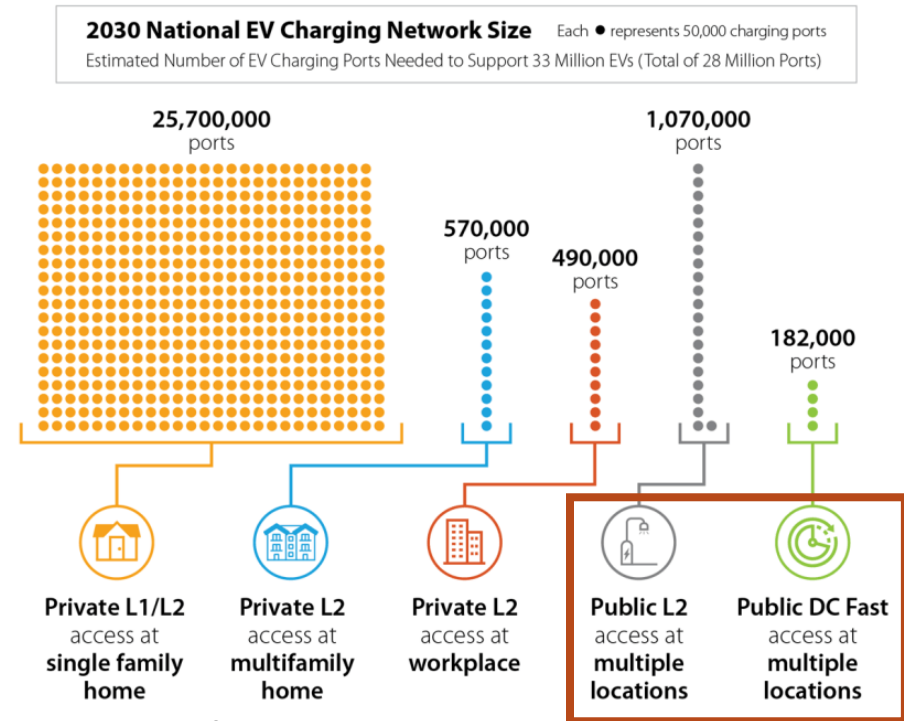 2030 National EV Charging Network Size Each ● represents 50,000 charging ports
Estimated Number of EV Charging Ports Needed to Support 33 Million EVs (Total of 28 Million Ports)
25,700,000
ports
570,000
ports
490,000
ports
1,070,000
ports
182,000
ports
Private L1/L2
access at
single family
home
Private L2
access at
multifamily
home
Private L2
access at
workplace
Public L2
access at
multiple
locations
Public DC Fast
access at
multiple
locations